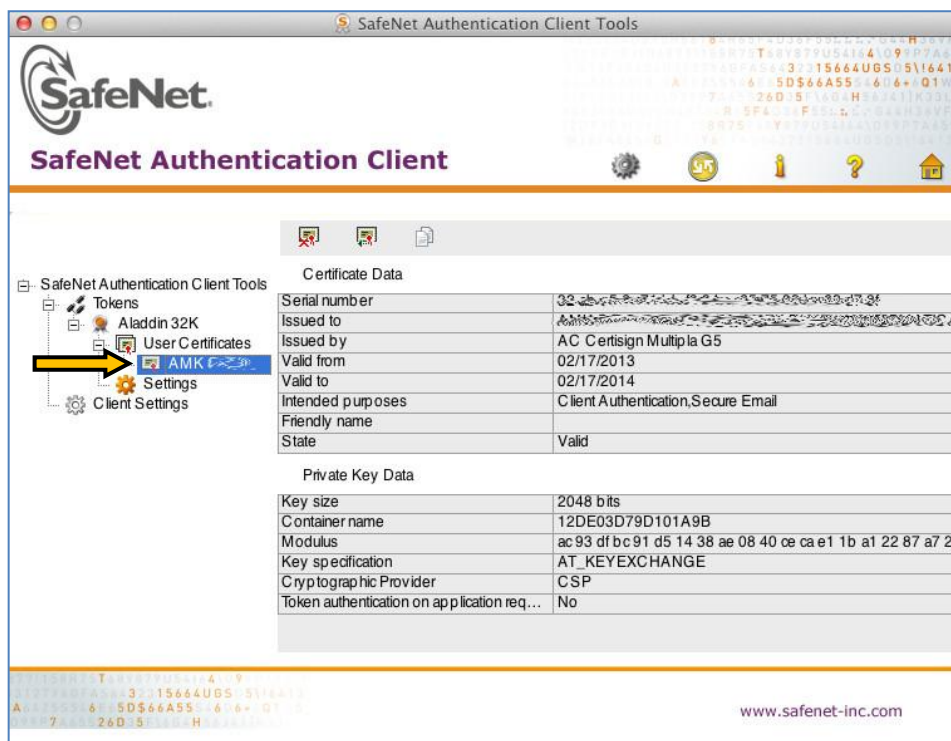 SafeNet Authentication Client Tools
SafeNet.
SafeNet Authentication Client
SafeNet Authentication Client Tools
Tokens
Aladdin 32K
User Certificates
AMK
Settings
Client Settings
Certificate Data
Serial number
Issued to
Issued by AC Certisign Multipla G5
Valid from 02/17/2013
Valid to 02/17/2014
Intended purposes Client Authentication,Secure Email
Friendly name
State Valid
Private Key Data
Key size 2048 bits
Container name 12DE03D79D101A9B
Modulus ac 93 df bc 91 d5 14 38 ae 08 40 ce ca e1 1b a1 22 87 a7 2
Key specification AT_KEYEXCHANGE
Cryptographic Provider CSP
Token authentication on application req... No
www.safenet-inc.com